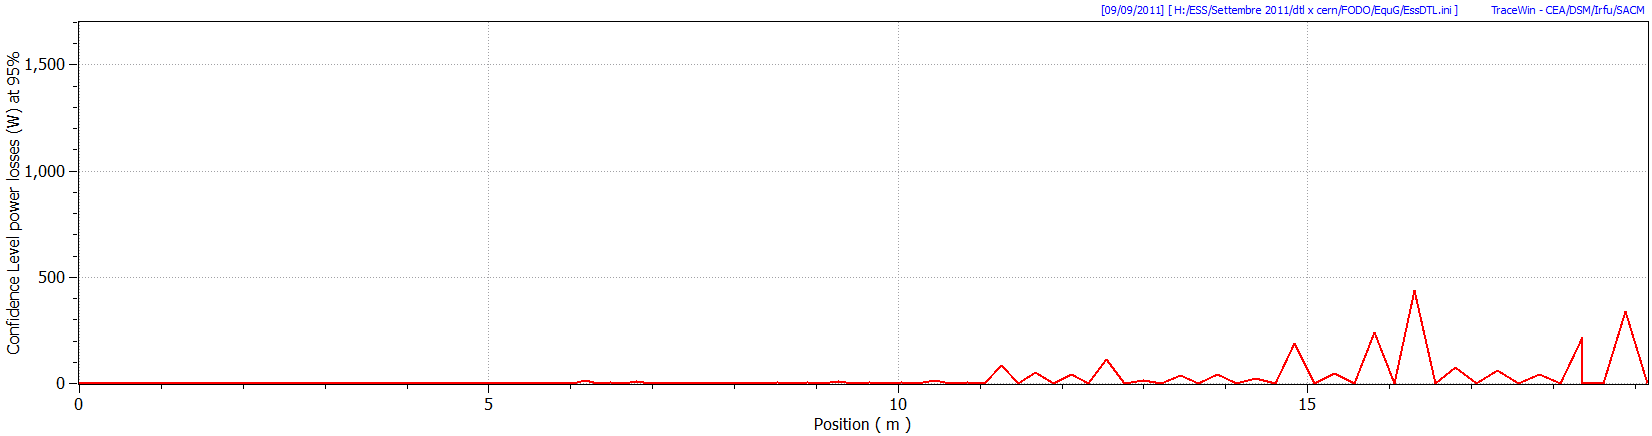 [09/09/2011] [ H:/ESS/Settembre 2011/dtl x cern/FODO/EquG/EssDTL.ini ] TraceWin - CEA/DSM/Irfu/SACM
Confidence Level power losses (W) at 95%
1,500
1,000
500
0
0 5 10 15
Position ( m )